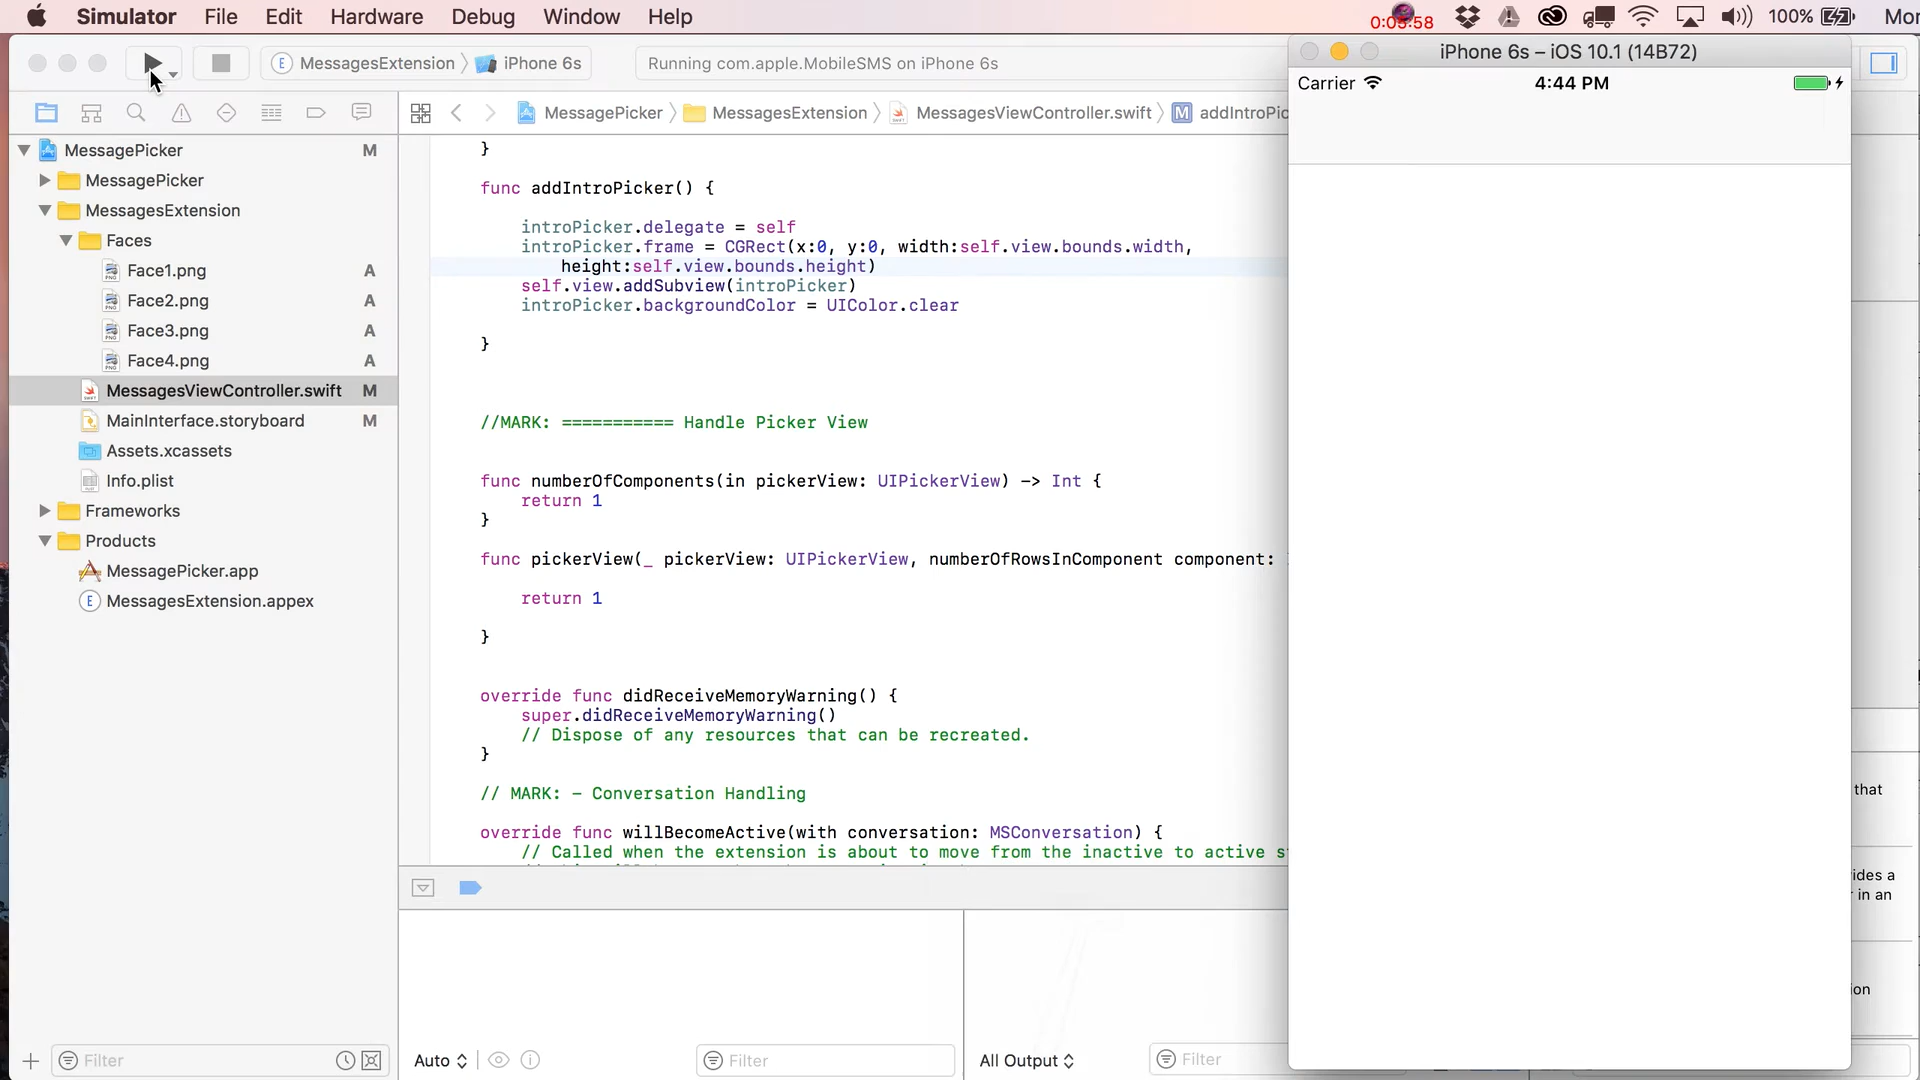 Simulator File Edit Hardware Debug Window Help
0:05:58 100% Mon
MessagesExtension iPhone 6s
Running com.apple.MobileSMS on iPhone 6s
MessagePicker MessagesExtension MessagesViewController.swift M addIntroPic
MessagePicker M
MessagePicker
MessagesExtension
Faces
Face1.png A
Face2.png A
Face3.png A
Face4.png A
MessagesViewController.swift M
MainInterface.storyboard M
Assets.xcassets
Info.plist
Frameworks
Products
MessagePicker.app
E MessagesExtension.appex
Filter
}
func addIntroPicker() {
introPicker.delegate = self
introPicker.frame = CGRect(x:0, y:0, width:self.view.bounds.width,
height:self.view.bounds.height)
self.view.addSubview(introPicker)
introPicker.backgroundColor = UIColor.clear
}
//MARK: =========== Handle Picker View
func numberOfComponents(in pickerView: UIPickerView) -> Int {
return 1
}
func pickerView(_ pickerView: UIPickerView, numberOfRowsInComponent component:
return 1
}
override func didReceiveMemoryWarning() {
super.didReceiveMemoryWarning()
// Dispose of any resources that can be recreated.
}
// MARK: - Conversation Handling
override func willBecomeActive(with conversation: MSConversation) {
// Called when the extension is about to move from the inactive to active s
Auto Filter
All Output Filter
iPhone 6s – iOS 10.1 (14B72)
Carrier 4:44 PM
that
ides a
r in an
ion